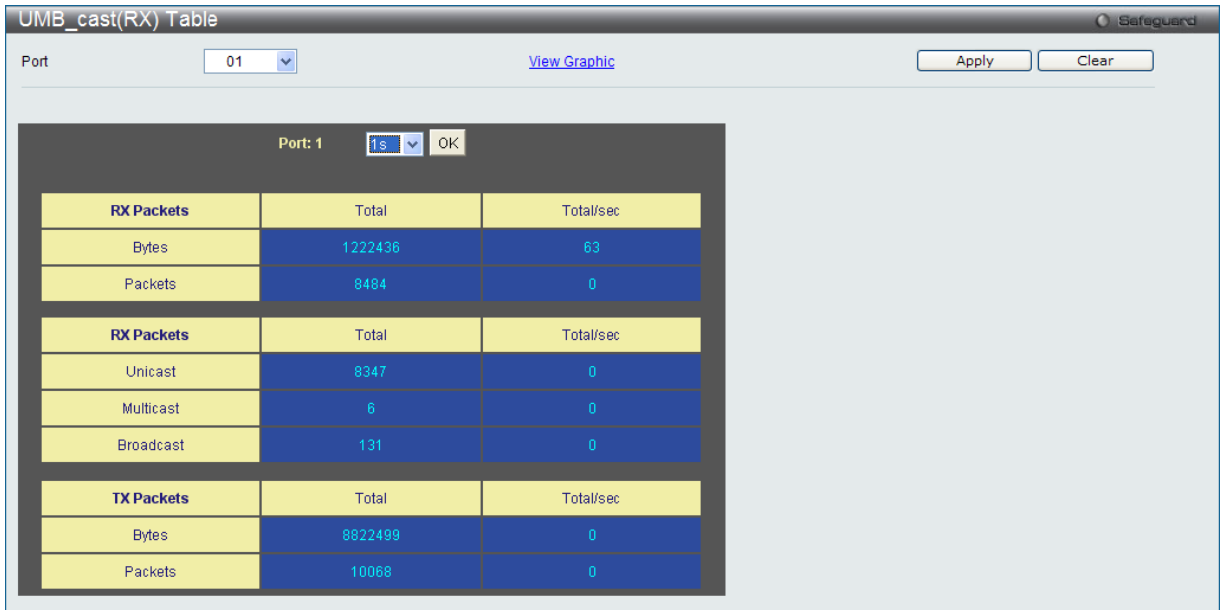 UMB_cast(RX) Table
Safeguard
Port 01 View Graphic Apply Clear
Port: 1 1s OK
RX Packets Total Total/sec
Bytes 1222436 63
Packets 8484 0
RX Packets Total Total/sec
Unicast 8347 0
Multicast 6 0
Broadcast 131 0
TX Packets Total Total/sec
Bytes 8822499 0
Packets 10068 0